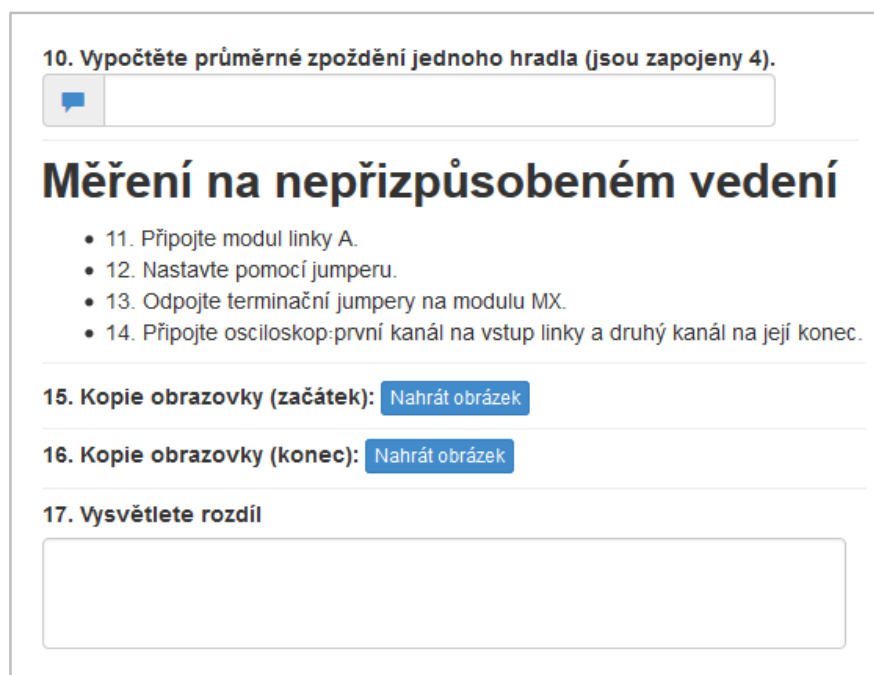 10. Vypočtěte průměrné zpoždění jednoho hradla (jsou zapojeny 4).
Měření na nepřizpůsobeném vedení
11. Připojte modul linky A.
12. Nastavte pomocí jumperu.
13. Odpojte terminační jumpery na modulu MX.
14. Připojte osciloskop:první kanál na vstup linky a druhý kanál na její konec.
15. Kopie obrazovky (začátek): Nahrát obrázek
16. Kopie obrazovky (konec): Nahrát obrázek
17. Vysvětlete rozdíl